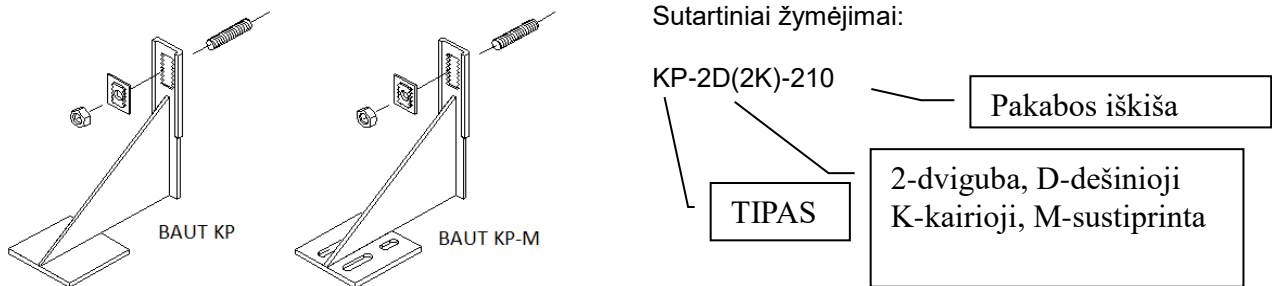 BAUT KP
BAUT KP-M
Sutartiniai žymėjimai:
KP-2D(2K)-210
Pakabos iškiša
TIPAS
2-dviguba, D-dešinioji
K-kairioji, M-sustiprinta